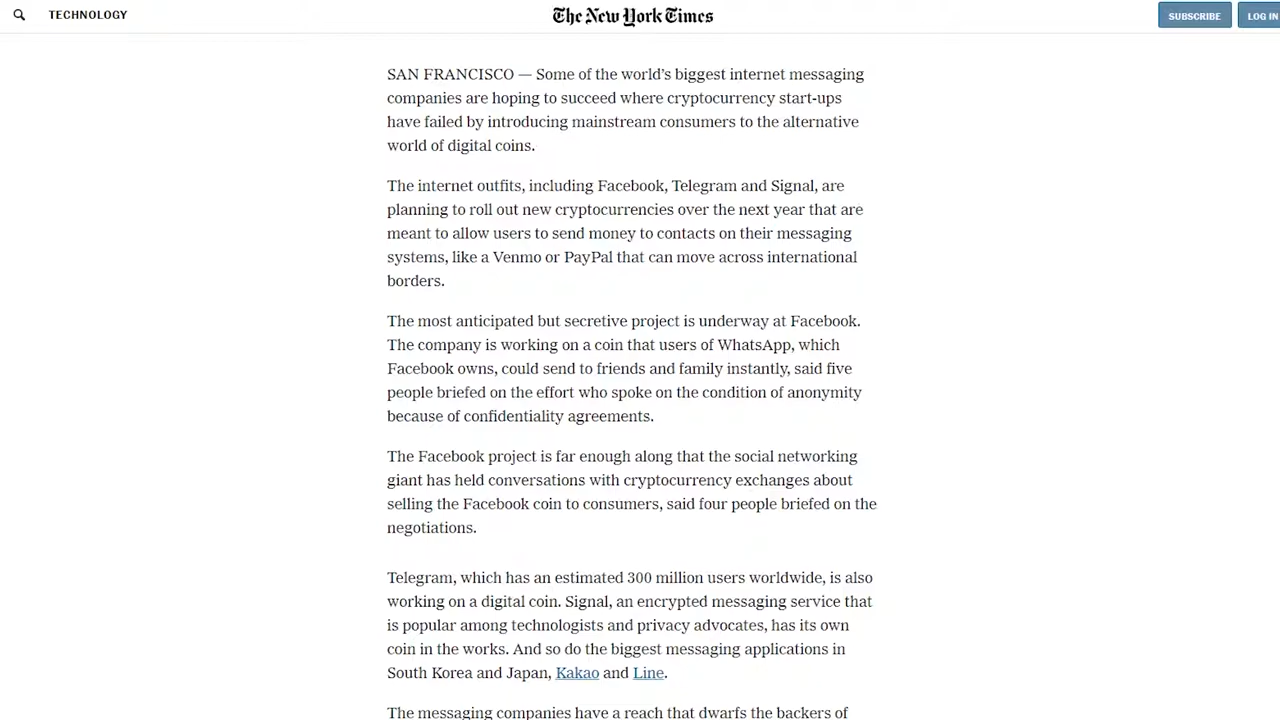 TECHNOLOGY
The New York Times
SUBSCRIBE
LOG IN
SAN FRANCISCO — Some of the world’s biggest internet messaging
companies are hoping to succeed where cryptocurrency start-ups
have failed by introducing mainstream consumers to the alternative
world of digital coins.
The internet outfits, including Facebook, Telegram and Signal, are
planning to roll out new cryptocurrencies over the next year that are
meant to allow users to send money to contacts on their messaging
systems, like a Venmo or PayPal that can move across international
borders.
The most anticipated but secretive project is underway at Facebook.
The company is working on a coin that users of WhatsApp, which
Facebook owns, could send to friends and family instantly, said five
people briefed on the effort who spoke on the condition of anonymity
because of confidentiality agreements.
The Facebook project is far enough along that the social networking
giant has held conversations with cryptocurrency exchanges about
selling the Facebook coin to consumers, said four people briefed on the
negotiations.
Telegram, which has an estimated 300 million users worldwide, is also
working on a digital coin. Signal, an encrypted messaging service that
is popular among technologists and privacy advocates, has its own
coin in the works. And so do the biggest messaging applications in
South Korea and Japan, Kakao and Line.
The messaging companies have a reach that dwarfs the backers of